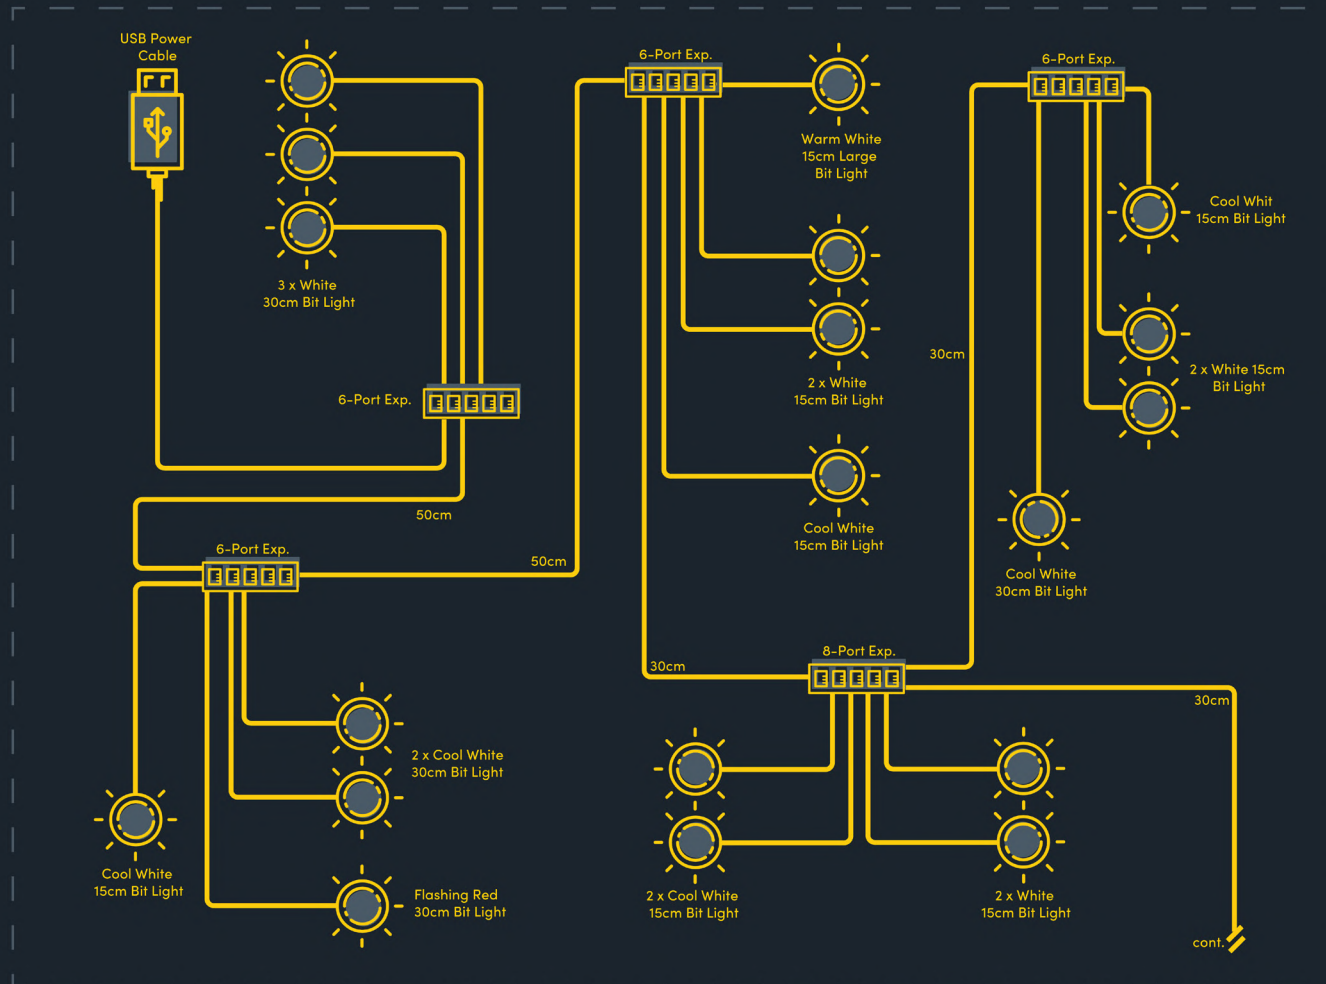 USB Power
Cable
3 x White
30cm Bit Light
6-Port Exp.
50cm
6-Port Exp.
50cm
2 x Cool White
30cm Bit Light
Cool White
15cm Bit Light
Flashing Red
30cm Bit Light
6-Port Exp.
Warm White
15cm Large
Bit Light
2 x White
15cm Bit Light
Cool White
15cm Bit Light
30cm
8-Port Exp.
2 x Cool White
15cm Bit Light
2 x White
15cm Bit Light
30cm
6-Port Exp.
Cool Whit
15cm Bit Light
2 x White 15cm
Bit Light
Cool White
30cm Bit Light
30cm
cont.